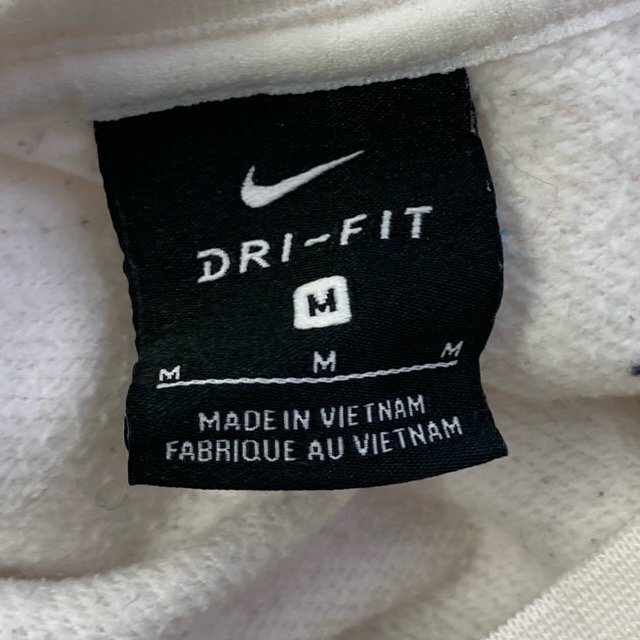 DRI-FIT
M
M M M
MADE IN VIETNAM
FABRIQUE AU VIETNAM